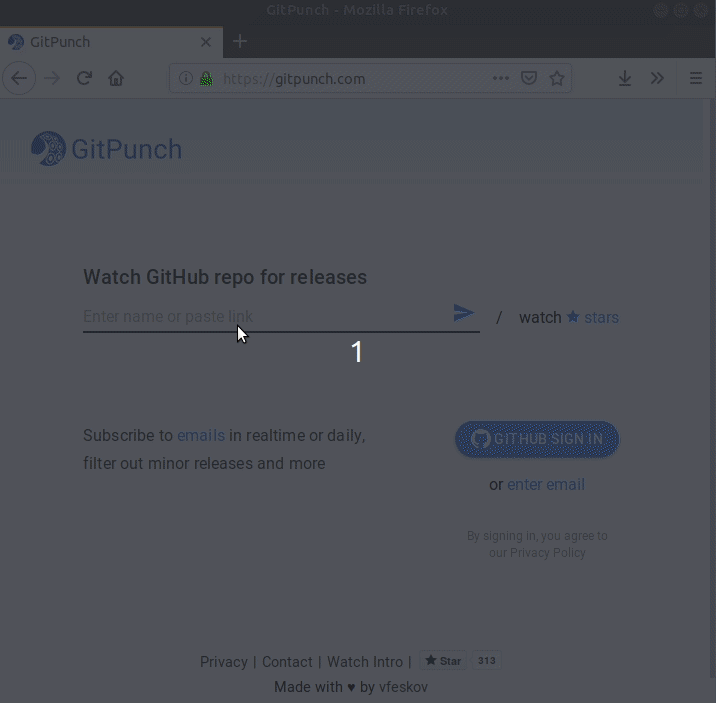 GitPunch - Mozilla Firefox
GitPunch
https://gitpunch.com
GitPunch
Watch GitHub repo for releases
Enter name or paste link
/ watch ★ stars
1
Subscribe to emails in realtime or daily,
filter out minor releases and more
GITHUB SIGN IN
or enter email
By signing in, you agree to
our Privacy Policy
Privacy | Contact | Watch Intro | ★ Star 313
Made with ♥ by vfeskov